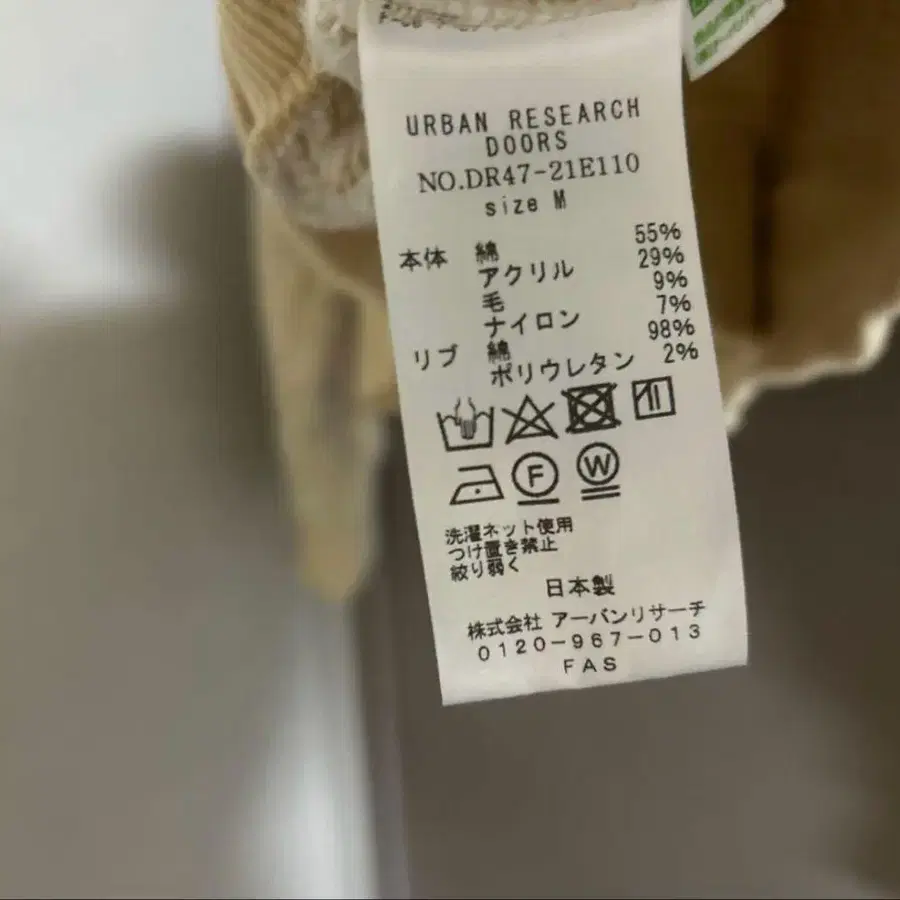 URBAN RESEARCH
DOORS
NO.DR47-21E110
size M
本体 綿 55%
アクリル 29%
毛 9%
ナイロン 7%
リブ 綿 98%
ポリウレタン 2%
F
W
洗濯ネット使用
つけ置き禁止
絞り弱く
日本製
株式会社 アーバンリサーチ
0120-967-013
FAS